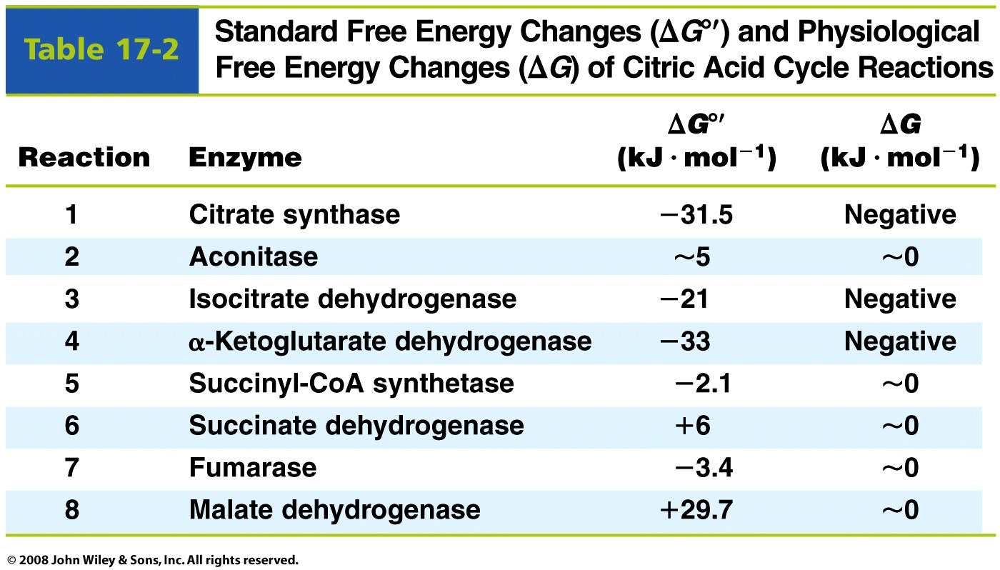 Table 17-2
Standard Free Energy Changes (ΔG°′) and Physiological
Free Energy Changes (ΔG) of Citric Acid Cycle Reactions
ΔG°′ ΔG
Reaction Enzyme (kJ · mol⁻¹) (kJ · mol⁻¹)
1 Citrate synthase −31.5 Negative
2 Aconitase ~5 ~0
3 Isocitrate dehydrogenase −21 Negative
4 α-Ketoglutarate dehydrogenase −33 Negative
5 Succinyl-CoA synthetase −2.1 ~0
6 Succinate dehydrogenase +6 ~0
7 Fumarase −3.4 ~0
8 Malate dehydrogenase +29.7 ~0
© 2008 John Wiley & Sons, Inc. All rights reserved.